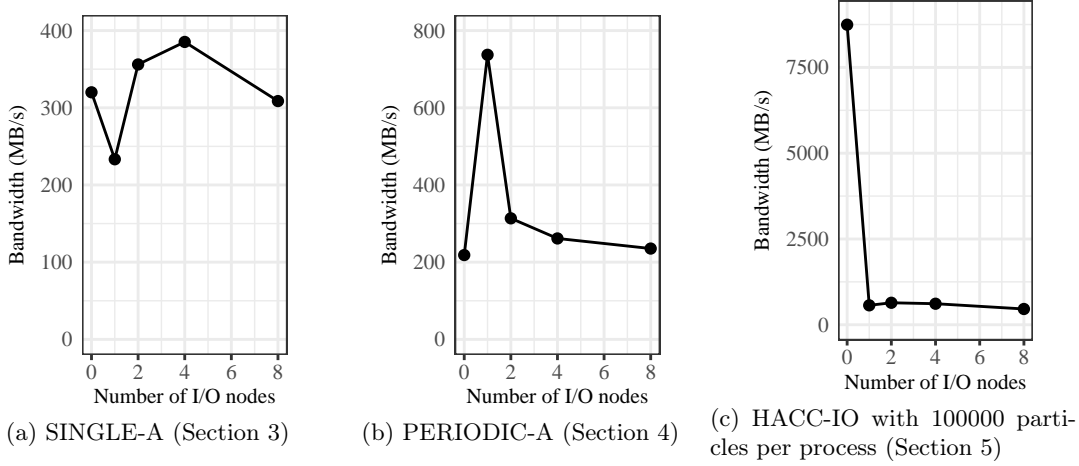 400
300
200
100
0
Bandwidth (MB/s)
0 2 4 6 8
Number of I/O nodes
(a) SINGLE-A (Section 3)
800
600
400
200
0
Bandwidth (MB/s)
0 2 4 6 8
Number of I/O nodes
(b) PERIODIC-A (Section 4)
7500
5000
2500
0
Bandwidth (MB/s)
0 2 4 6 8
Number of I/O nodes
(c) HACC-IO with 100000 parti-
cles per process (Section 5)